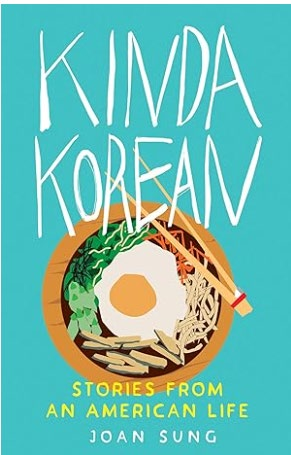 KINDA
KOREAN
STORIES FROM
AN AMERICAN LIFE
JOAN SUNG